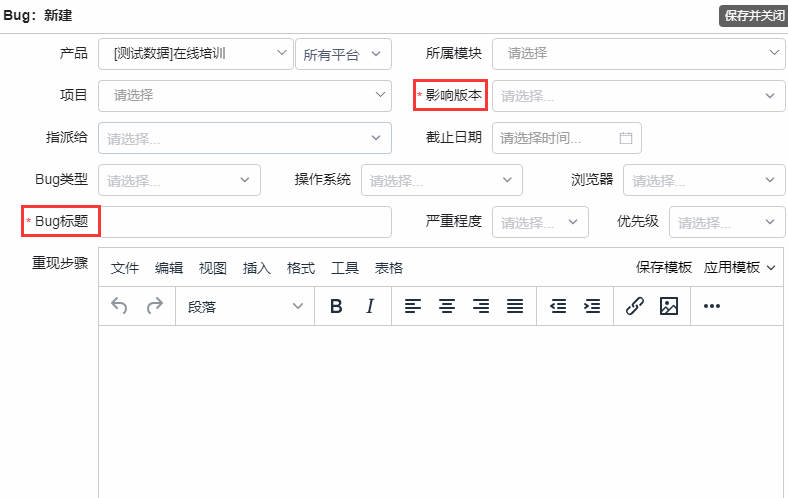 Bug：新建 保存并关闭
产品 [测试数据]在线培训 所有平台 所属模块 请选择
项目 请选择 * 影响版本 请选择...
指派给 请选择... 截止日期 请选择时间...
Bug类型 请选择... 操作系统 请选择... 浏览器 请选择...
* Bug标题 严重程度 请选择... 优先级 请选择...
重现步骤 文件 编辑 视图 插入 格式 工具 表格 保存模板 应用模板
段落 B I